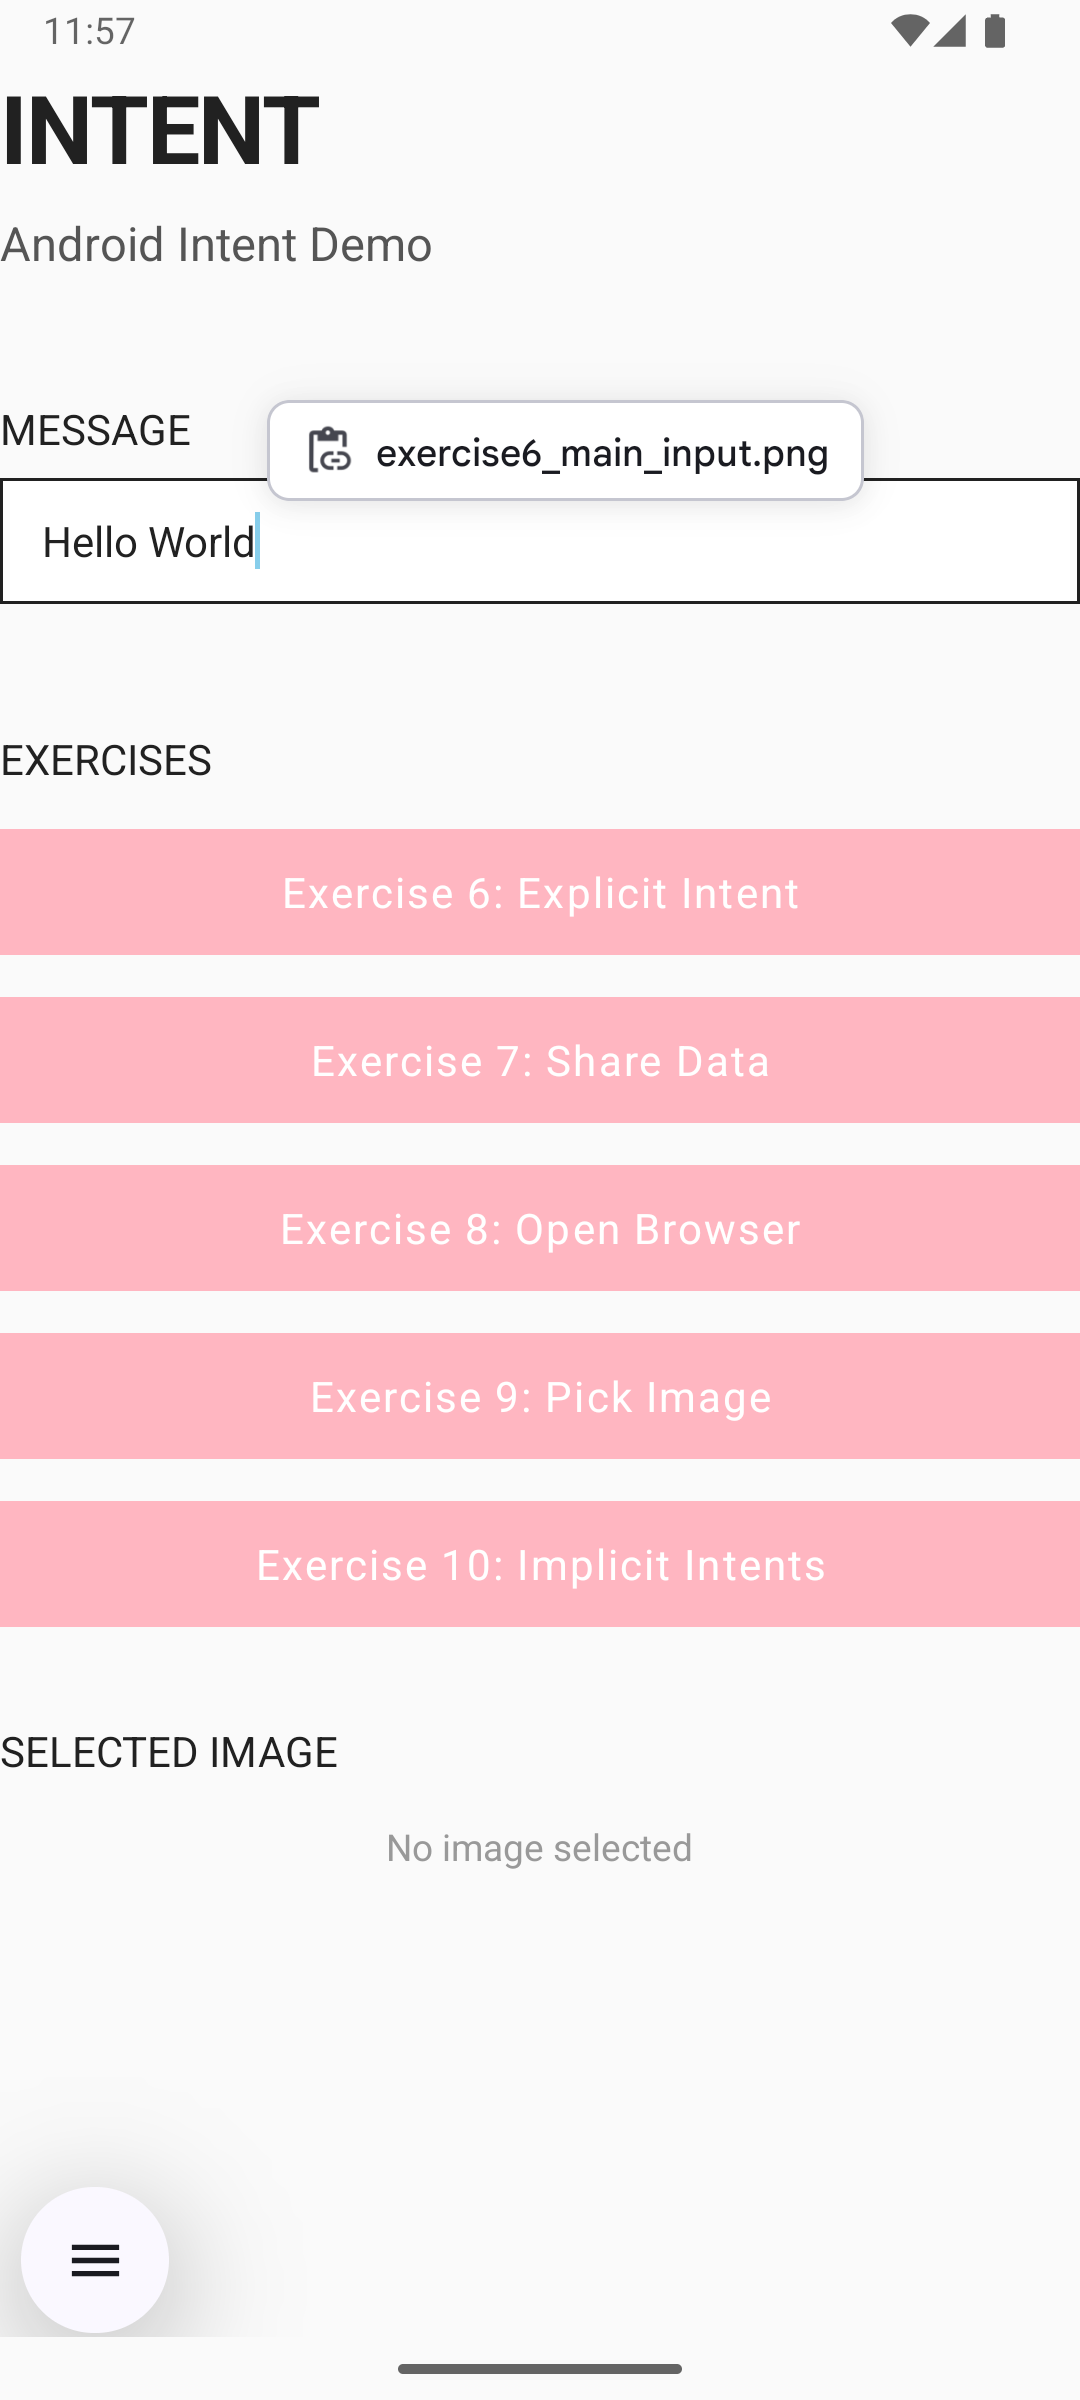 11:57
INTENT
Android Intent Demo
MESSAGE
exercise6_main_input.png
Hello World
EXERCISES
Exercise 6: Explicit Intent
Exercise 7: Share Data
Exercise 8: Open Browser
Exercise 9: Pick Image
Exercise 10: Implicit Intents
SELECTED IMAGE
No image selected